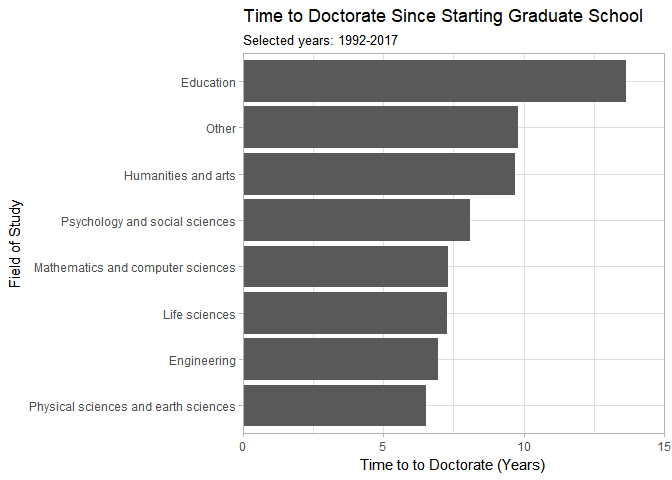 Time to Doctorate Since Starting Graduate School
Selected years: 1992-2017
Field of Study
Education
Other
Humanities and arts
Psychology and social sciences
Mathematics and computer sciences
Life sciences
Engineering
Physical sciences and earth sciences
0 5 10 15
Time to to Doctorate (Years)